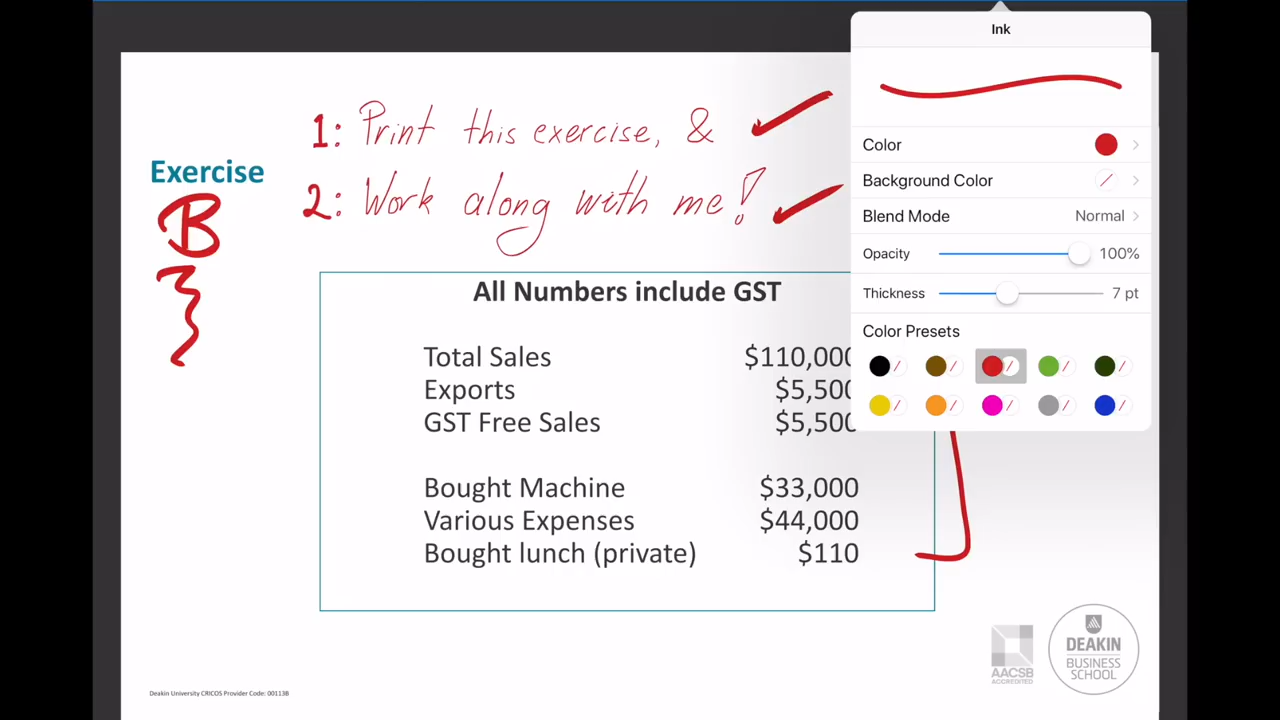 Ink
1: Print this exercise, &
2: Work along with me!
Exercise
B
Color
Background Color
Blend Mode Normal
Opacity 100%
Thickness 7 pt
Color Presets
All Numbers include GST
Total Sales $110,000
Exports $5,500
GST Free Sales $5,500
Bought Machine $33,000
Various Expenses $44,000
Bought lunch (private) $110
AACSB
ACCREDITED
DEAKIN
BUSINESS
SCHOOL
Deakin University CRICOS Provider Code: 00113B